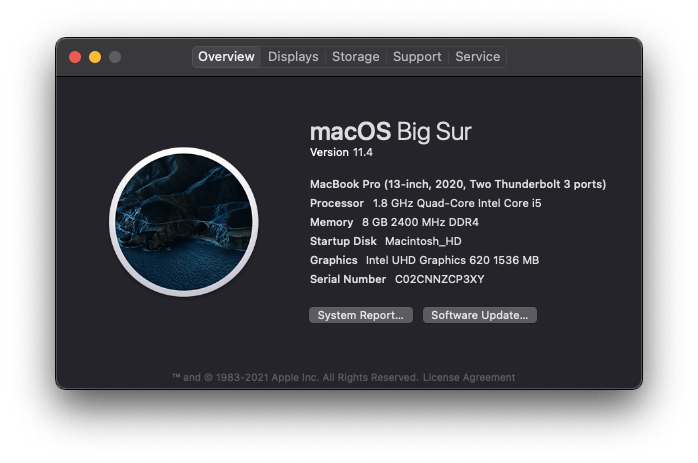 Overview Displays Storage Support Service
macOS Big Sur
Version 11.4
MacBook Pro (13-inch, 2020, Two Thunderbolt 3 ports)
Processor 1.8 GHz Quad-Core Intel Core i5
Memory 8 GB 2400 MHz DDR4
Startup Disk Macintosh_HD
Graphics Intel UHD Graphics 620 1536 MB
Serial Number C02CNNZCP3XY
System Report... Software Update...
™ and © 1983-2021 Apple Inc. All Rights Reserved. License Agreement